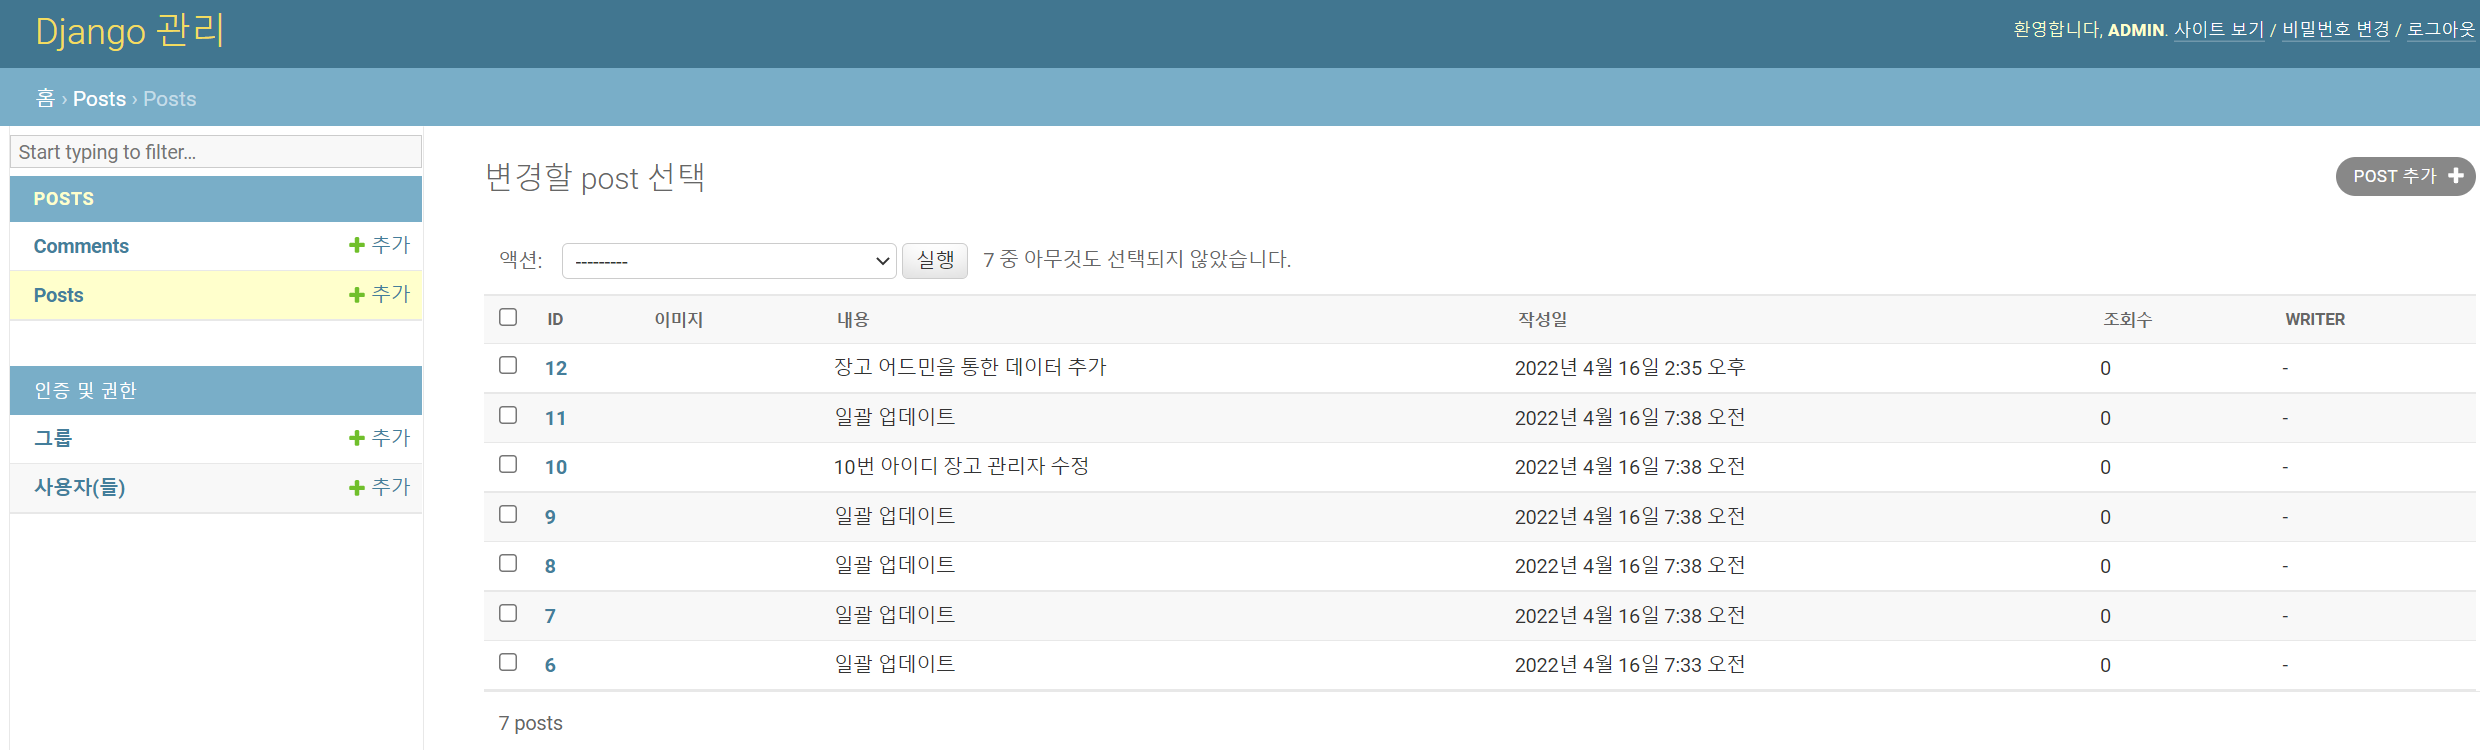 Django 관리
환영합니다, ADMIN. 사이트 보기 / 비밀번호 변경 / 로그아웃
홈 › Posts › Posts
Start typing to filter...
POSTS
Comments + 추가
Posts + 추가
인증 및 권한
그룹 + 추가
사용자(들) + 추가
변경할 post 선택
POST 추가 +
액션: --------- 실행 7 중 아무것도 선택되지 않았습니다.
ID 이미지 내용 작성일 조회수 WRITER
12 장고 어드민을 통한 데이터 추가 2022년 4월 16일 2:35 오후 0 -
11 일괄 업데이트 2022년 4월 16일 7:38 오전 0 -
10 10번 아이디 장고 관리자 수정 2022년 4월 16일 7:38 오전 0 -
9 일괄 업데이트 2022년 4월 16일 7:38 오전 0 -
8 일괄 업데이트 2022년 4월 16일 7:38 오전 0 -
7 일괄 업데이트 2022년 4월 16일 7:38 오전 0 -
6 일괄 업데이트 2022년 4월 16일 7:33 오전 0 -
7 posts